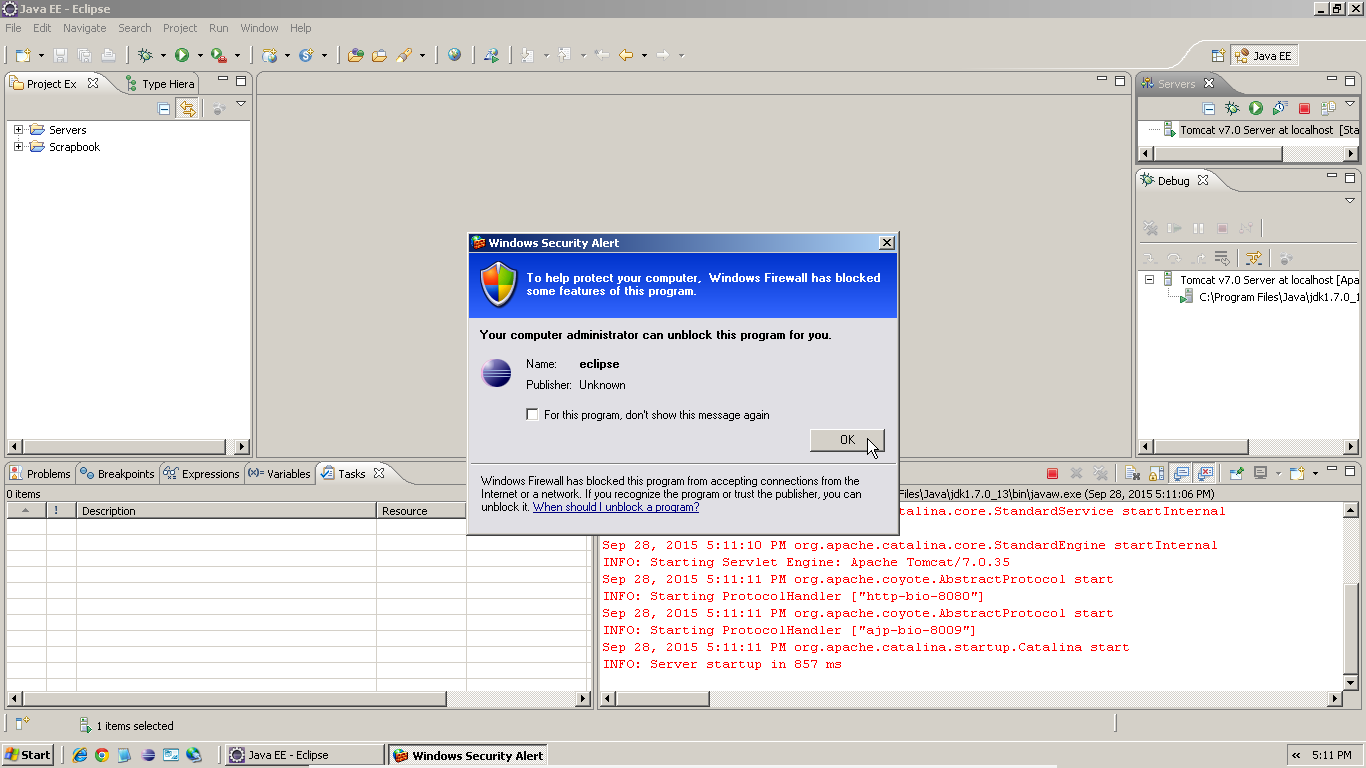 Java EE - Eclipse
File Edit Navigate Search Project Run Window Help
Java EE
Project Ex
Type Hiera
Servers
Scrapbook
Servers
Tomcat v7.0 Server at localhost [Sta
Debug
Tomcat v7.0 Server at localhost [Apa
C:\Program Files\Java\jdk1.7.0_1
Windows Security Alert
To help protect your computer, Windows Firewall has blocked
some features of this program.
Your computer administrator can unblock this program for you.
Name: eclipse
Publisher: Unknown
For this program, don't show this message again
OK
Windows Firewall has blocked this program from accepting connections from the
Internet or a network. If you recognize the program or trust the publisher, you can
unblock it. When should I unblock a program?
Problems Breakpoints Expressions (x)= Variables Tasks
0 items
! Description Resource
Files\Java\jdk1.7.0_13\bin\javaw.exe (Sep 28, 2015 5:11:06 PM)
catalina.core.StandardService startInternal
Sep 28, 2015 5:11:10 PM org.apache.catalina.core.StandardEngine startInternal
INFO: Starting Servlet Engine: Apache Tomcat/7.0.35
Sep 28, 2015 5:11:11 PM org.apache.coyote.AbstractProtocol start
INFO: Starting ProtocolHandler ["http-bio-8080"]
Sep 28, 2015 5:11:11 PM org.apache.coyote.AbstractProtocol start
INFO: Starting ProtocolHandler ["ajp-bio-8009"]
Sep 28, 2015 5:11:11 PM org.apache.catalina.startup.Catalina start
INFO: Server startup in 857 ms
1 items selected
Start
Java EE - Eclipse
Windows Security Alert
« 5:11 PM